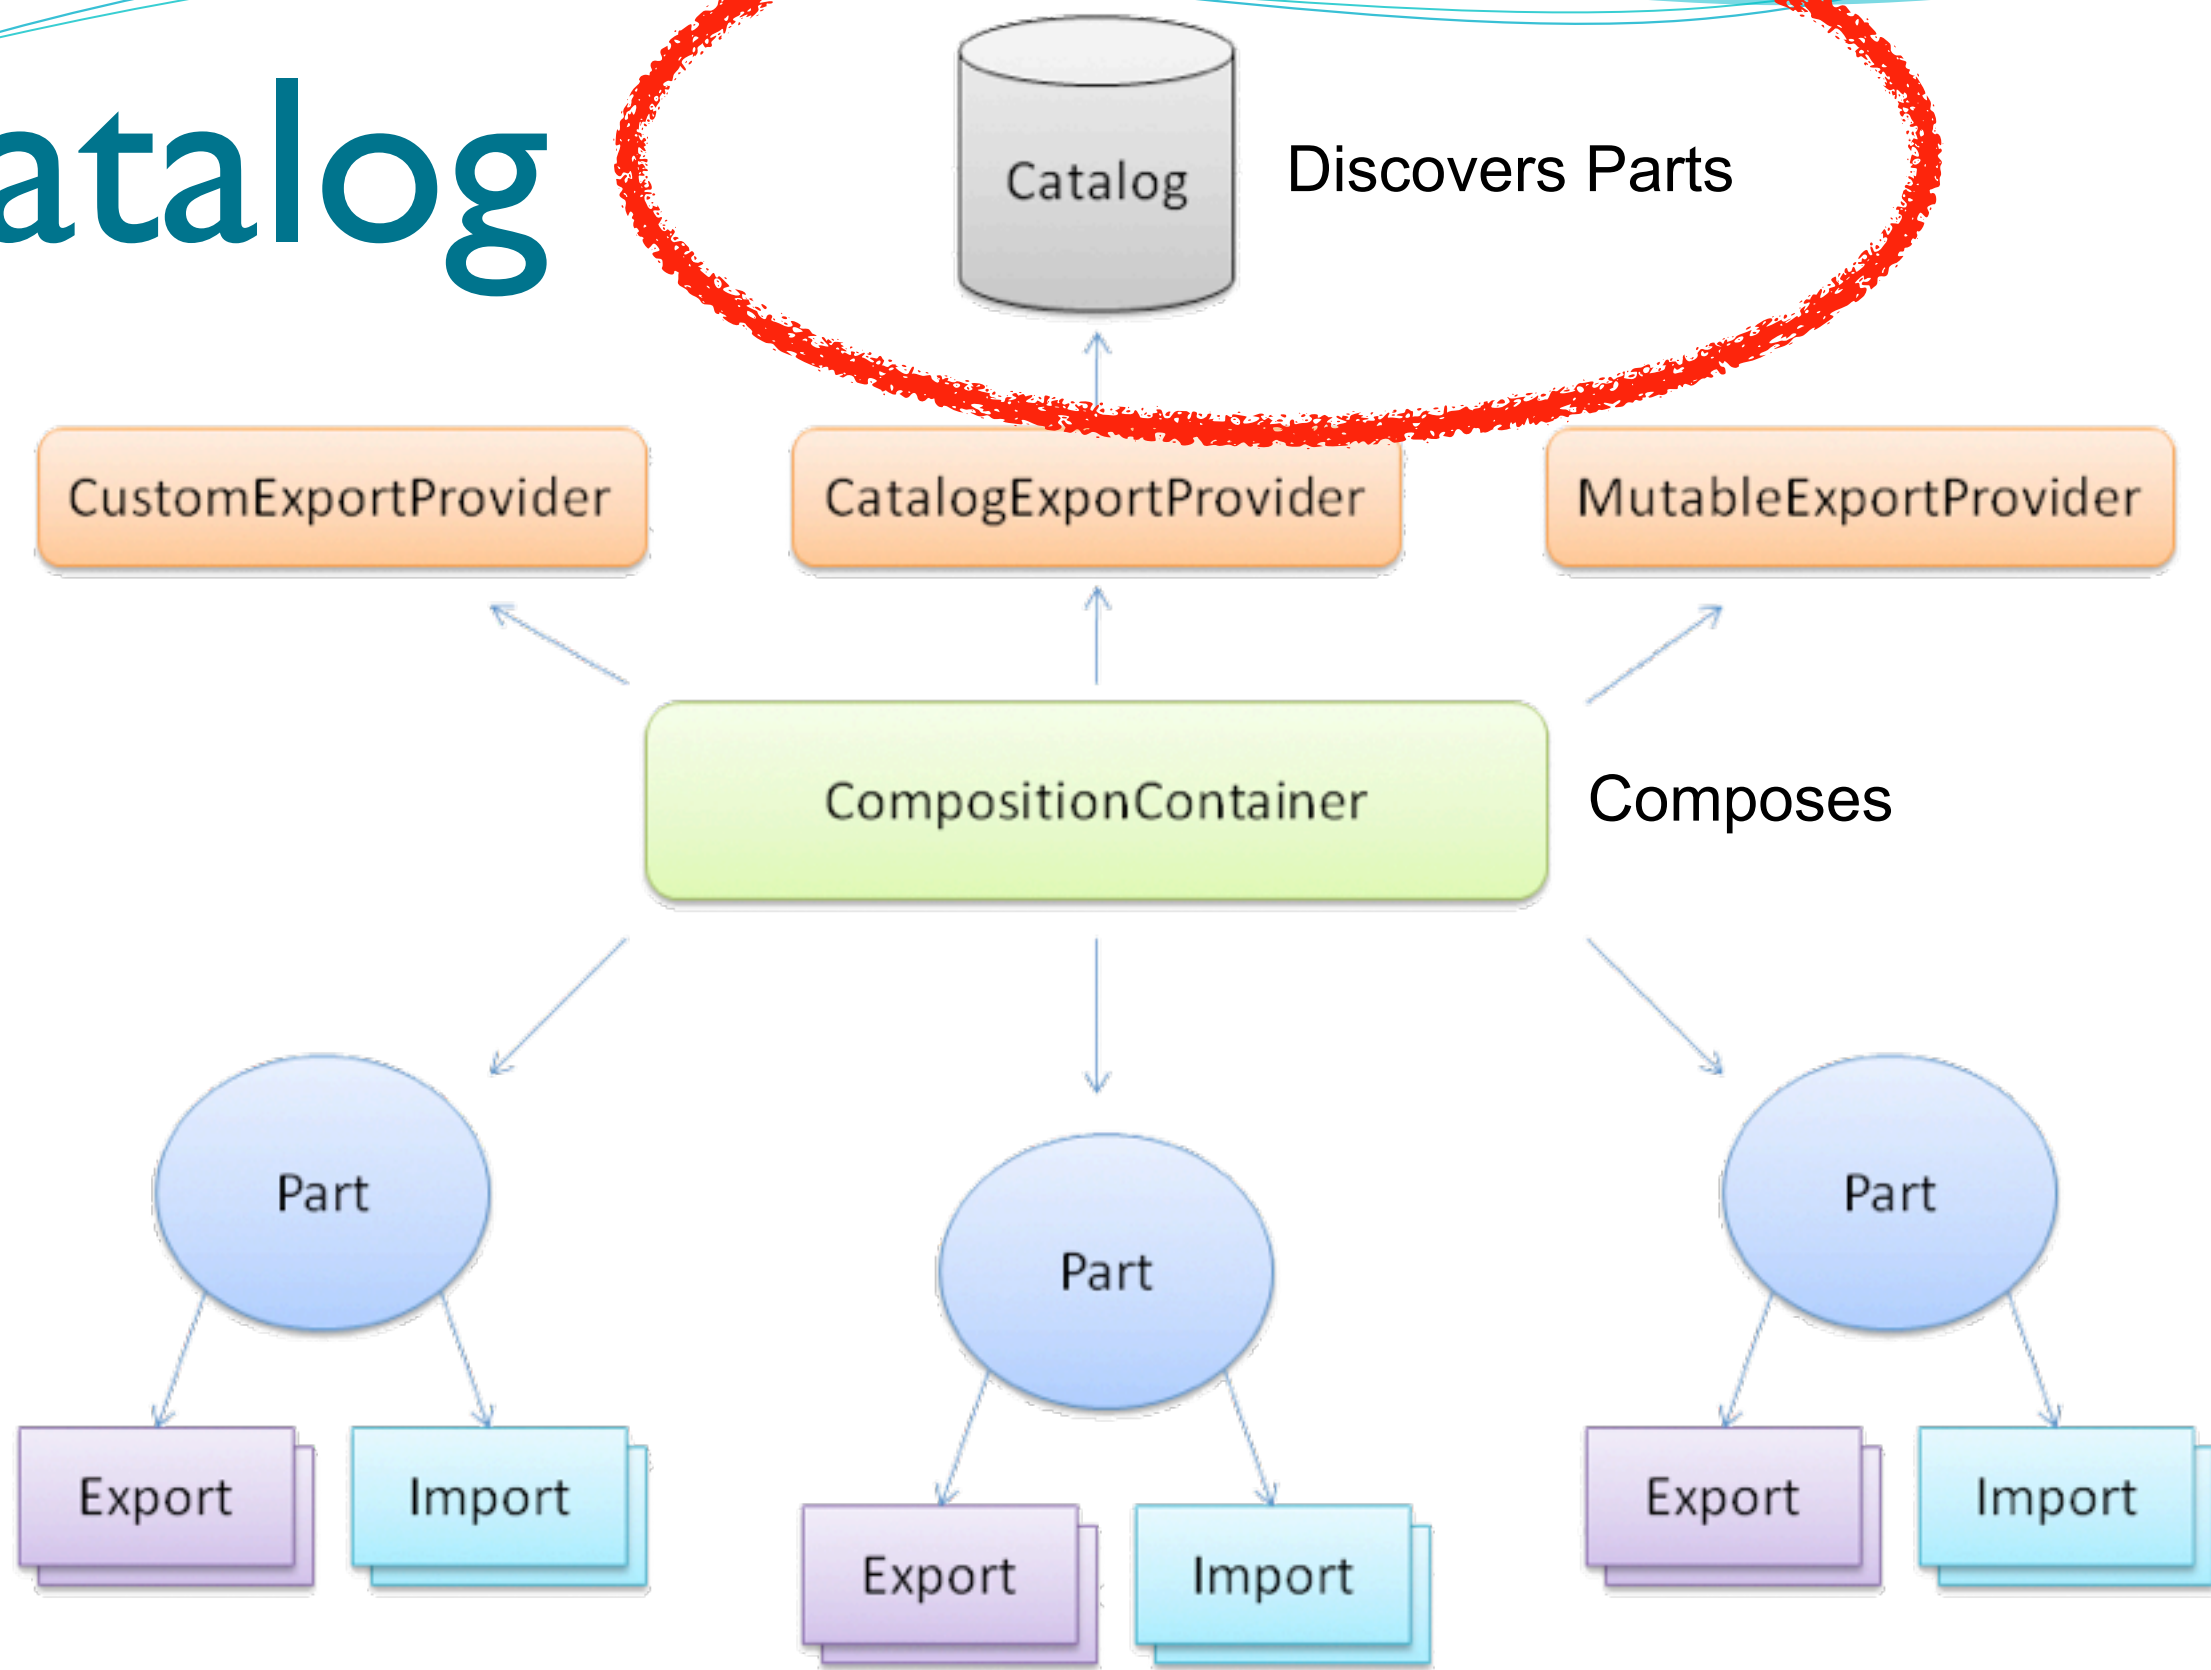 atalog
Catalog
Discovers Parts
CustomExportProvider
CatalogExportProvider
MutableExportProvider
CompositionContainer
Composes
Part
Part
Part
Export
Import
Export
Import
Export
Import